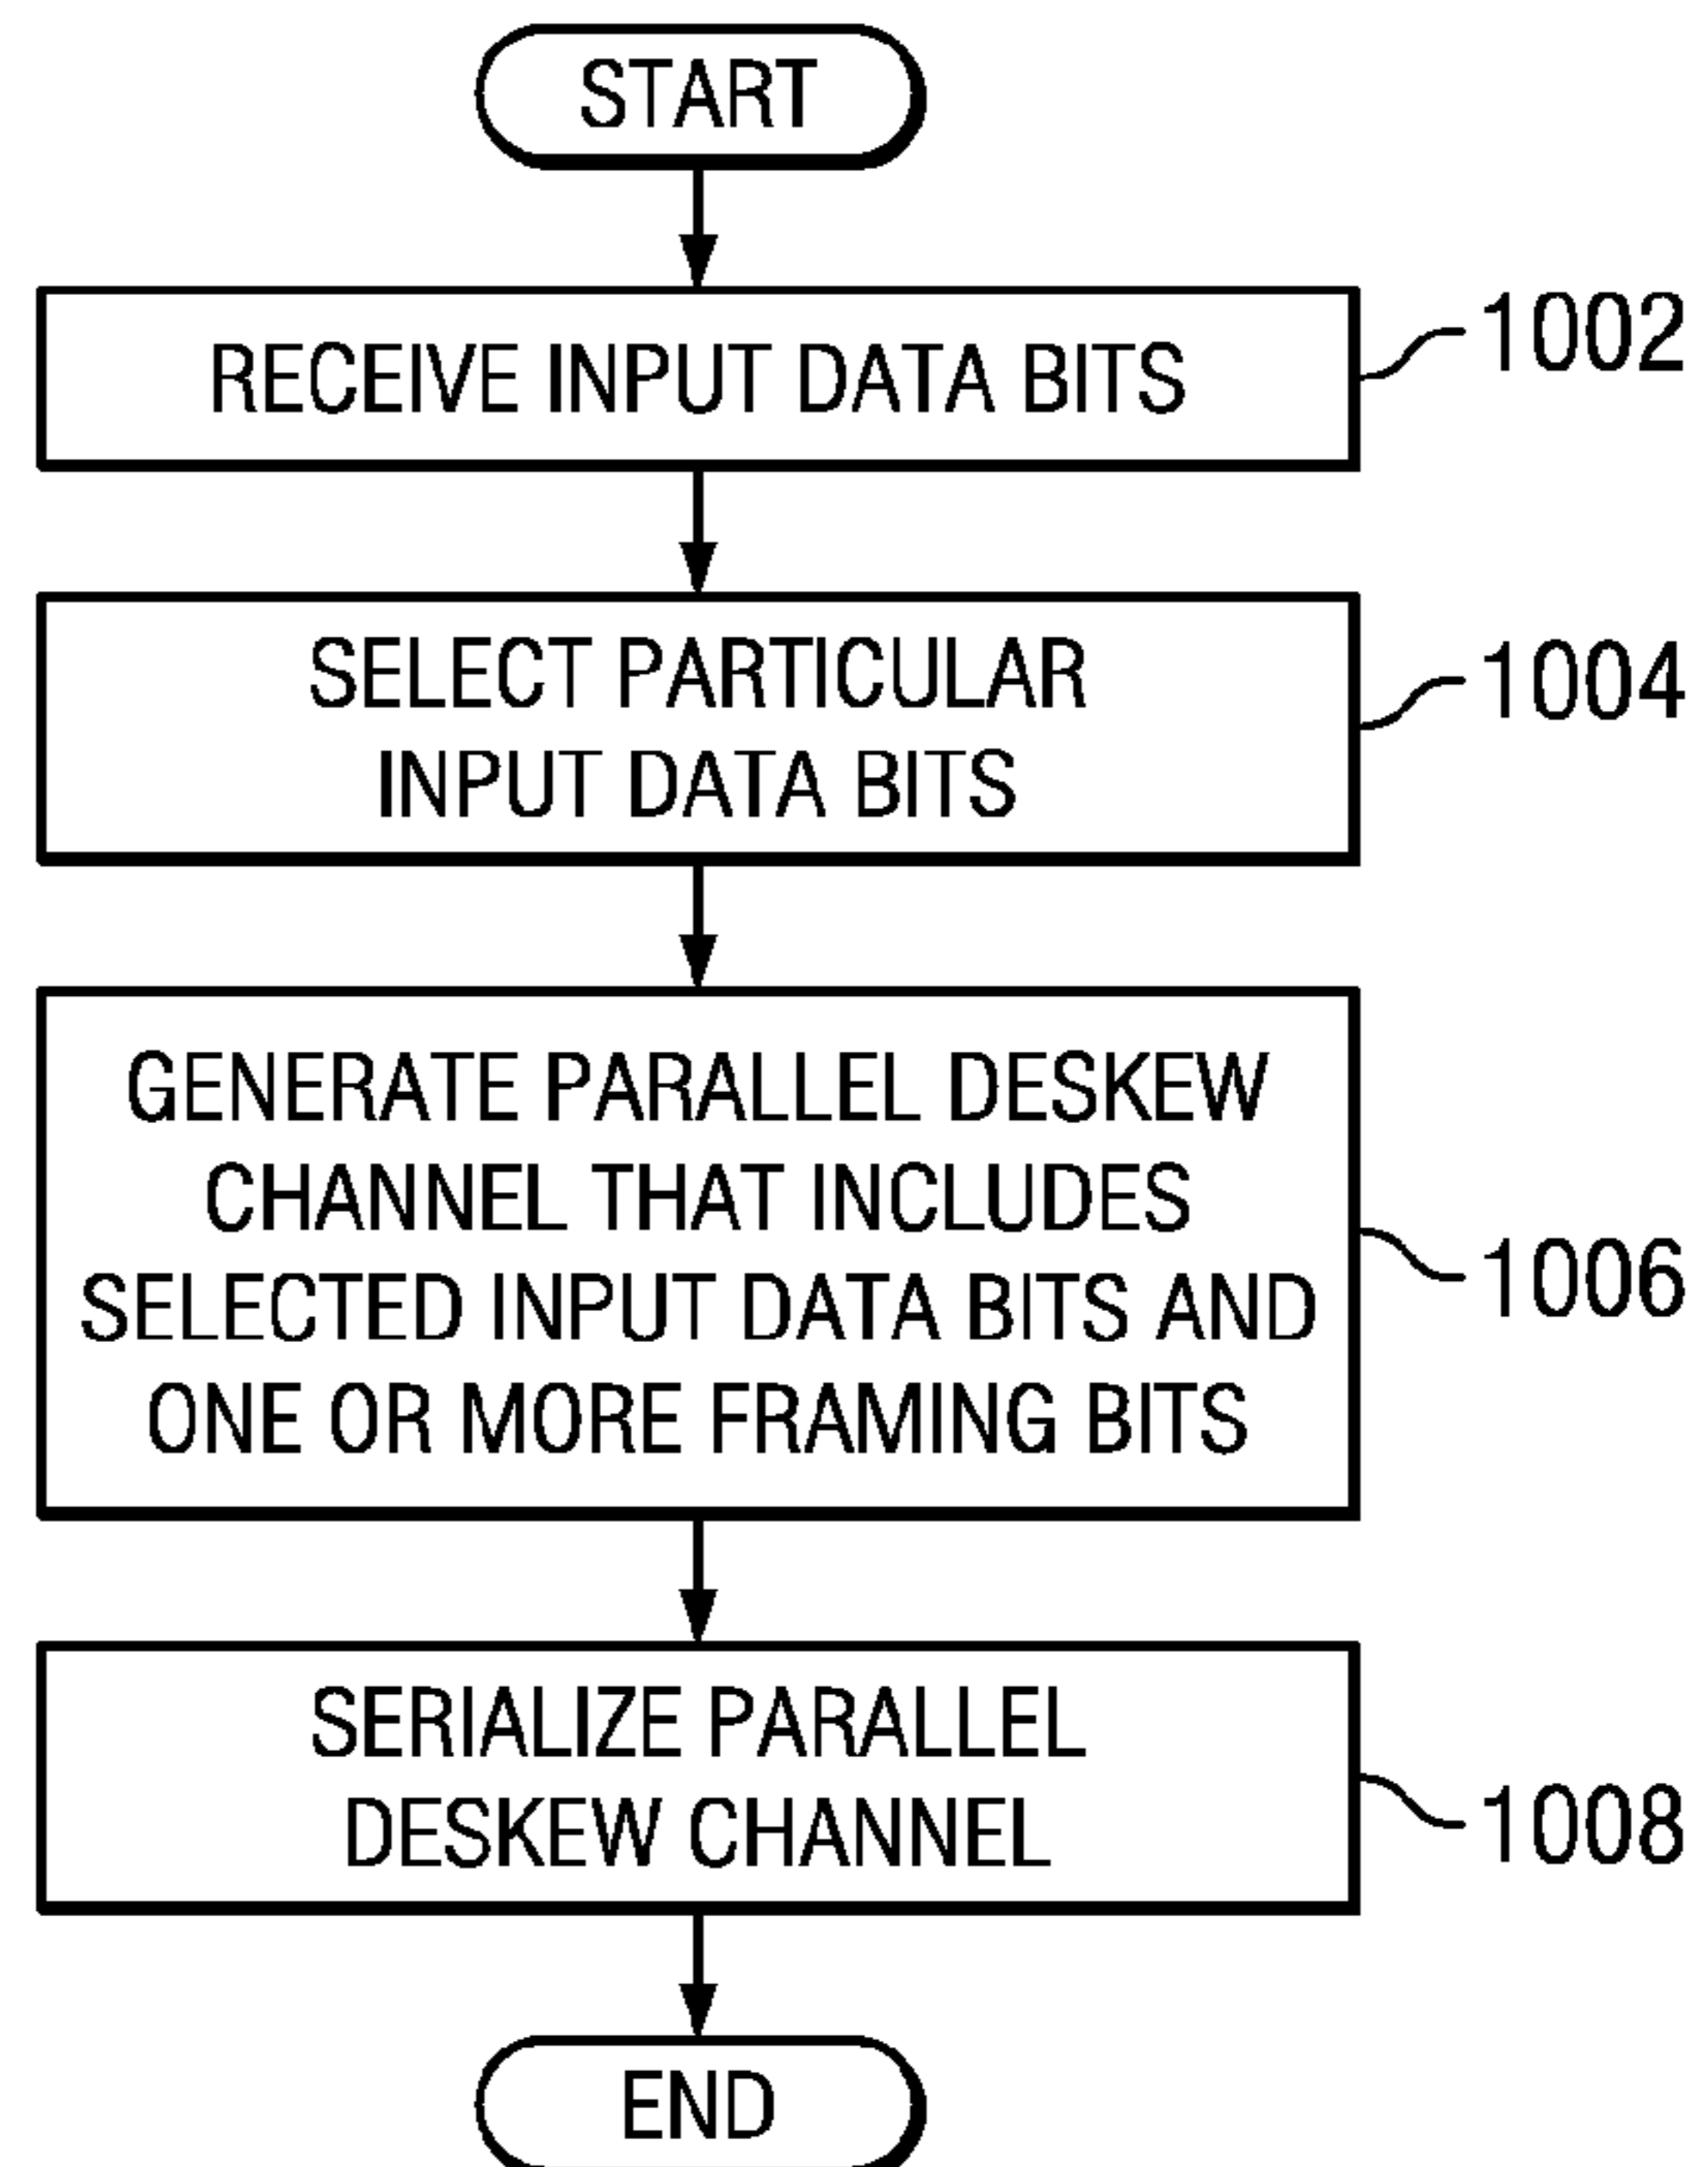 START
RECEIVE INPUT DATA BITS
1002
SELECT PARTICULAR
INPUT DATA BITS
1004
GENERATE PARALLEL DESKEW
CHANNEL THAT INCLUDES
SELECTED INPUT DATA BITS AND
ONE OR MORE FRAMING BITS
1006
SERIALIZE PARALLEL
DESKEW CHANNEL
1008
END